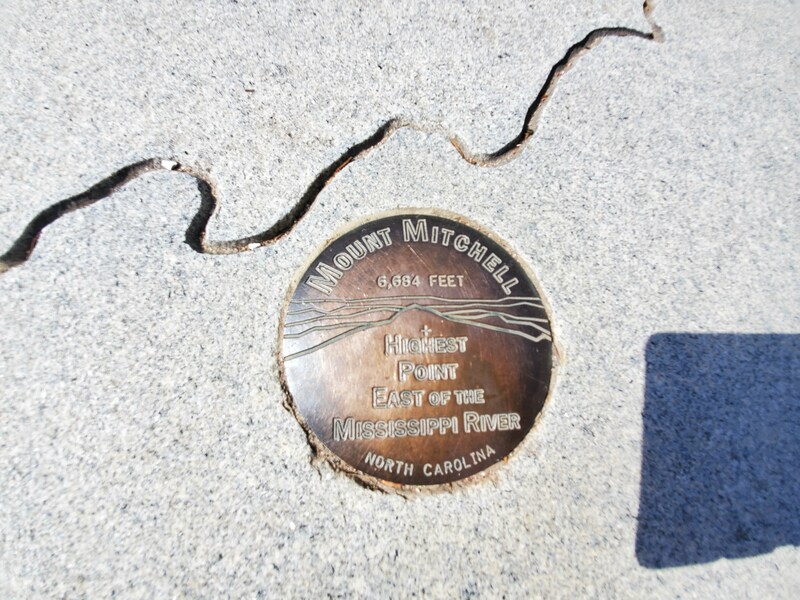 Mount Mitchell
6,684 FEET
Highest
Point
East of the
Mississippi River
NORTH CAROLINA